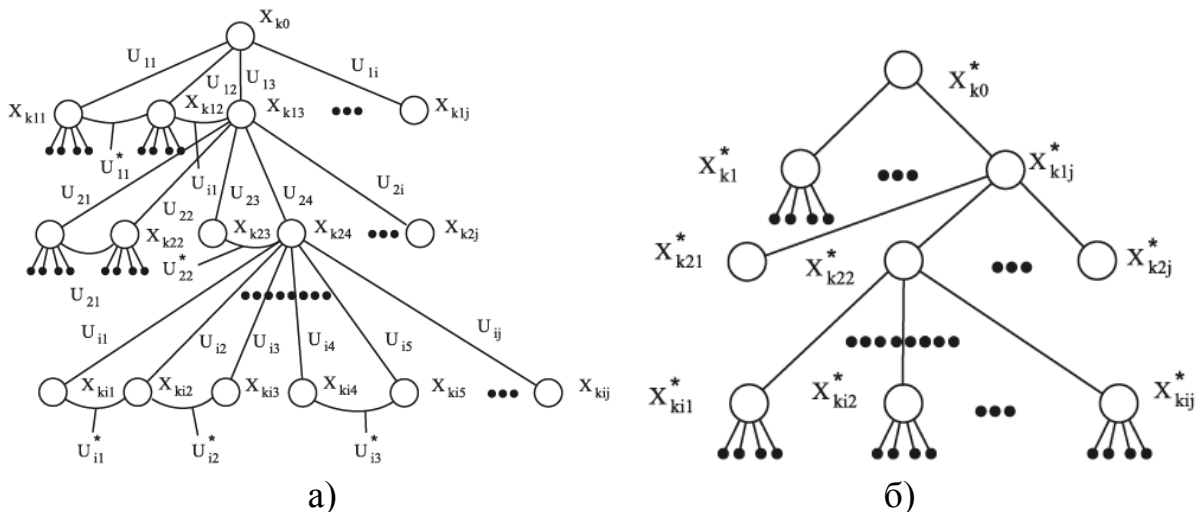 X k0
U 11
U 12
U 13
U 1i
X k11
X k12
X k13
X k1j
U* 11
U i1
U 21
U 22
U 23
U 24
U 2i
X k22
X k23
X k24
X k2j
U* 22
U 21
U i1
U i2
U i3
U i4
U i5
U ij
X ki1
X ki2
X ki3
X ki4
X ki5
X kij
U* i1
U* i2
U* i3
а)
X* k0
X* k1
X* k1j
X* k21
X* k22
X* k2j
X* ki1
X* ki2
X* kij
б)